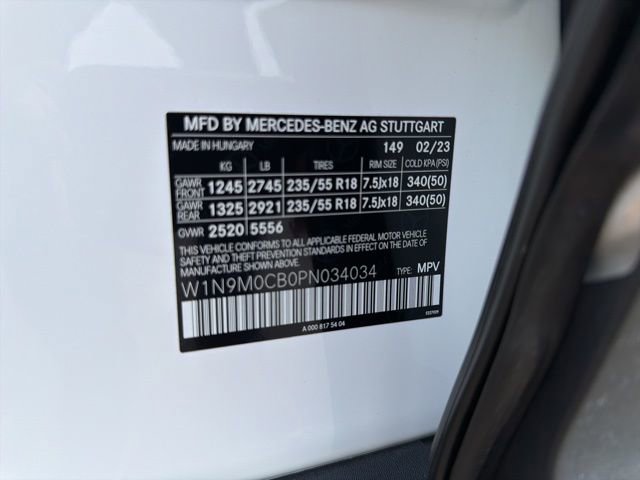 MFD BY MERCEDES-BENZ AG STUTTGART
MADE IN HUNGARY 149 02/23
KG LB TIRES RIM SIZE COLD KPA (PSI)
GAWR FRONT 1245 2745 235/55 R18 7.5Jx18 340(50)
GAWR REAR 1325 2921 235/55 R18 7.5Jx18 340(50)
GVWR 2520 5556
THIS VEHICLE CONFORMS TO ALL APPLICABLE FEDERAL MOTOR VEHICLE
SAFETY AND THEFT PREVENTION STANDARDS IN EFFECT ON THE DATE OF
MANUFACTURE SHOWN ABOVE.
W1N9M0CB0PN034034 TYPE: MPV
A 000 817 54 04